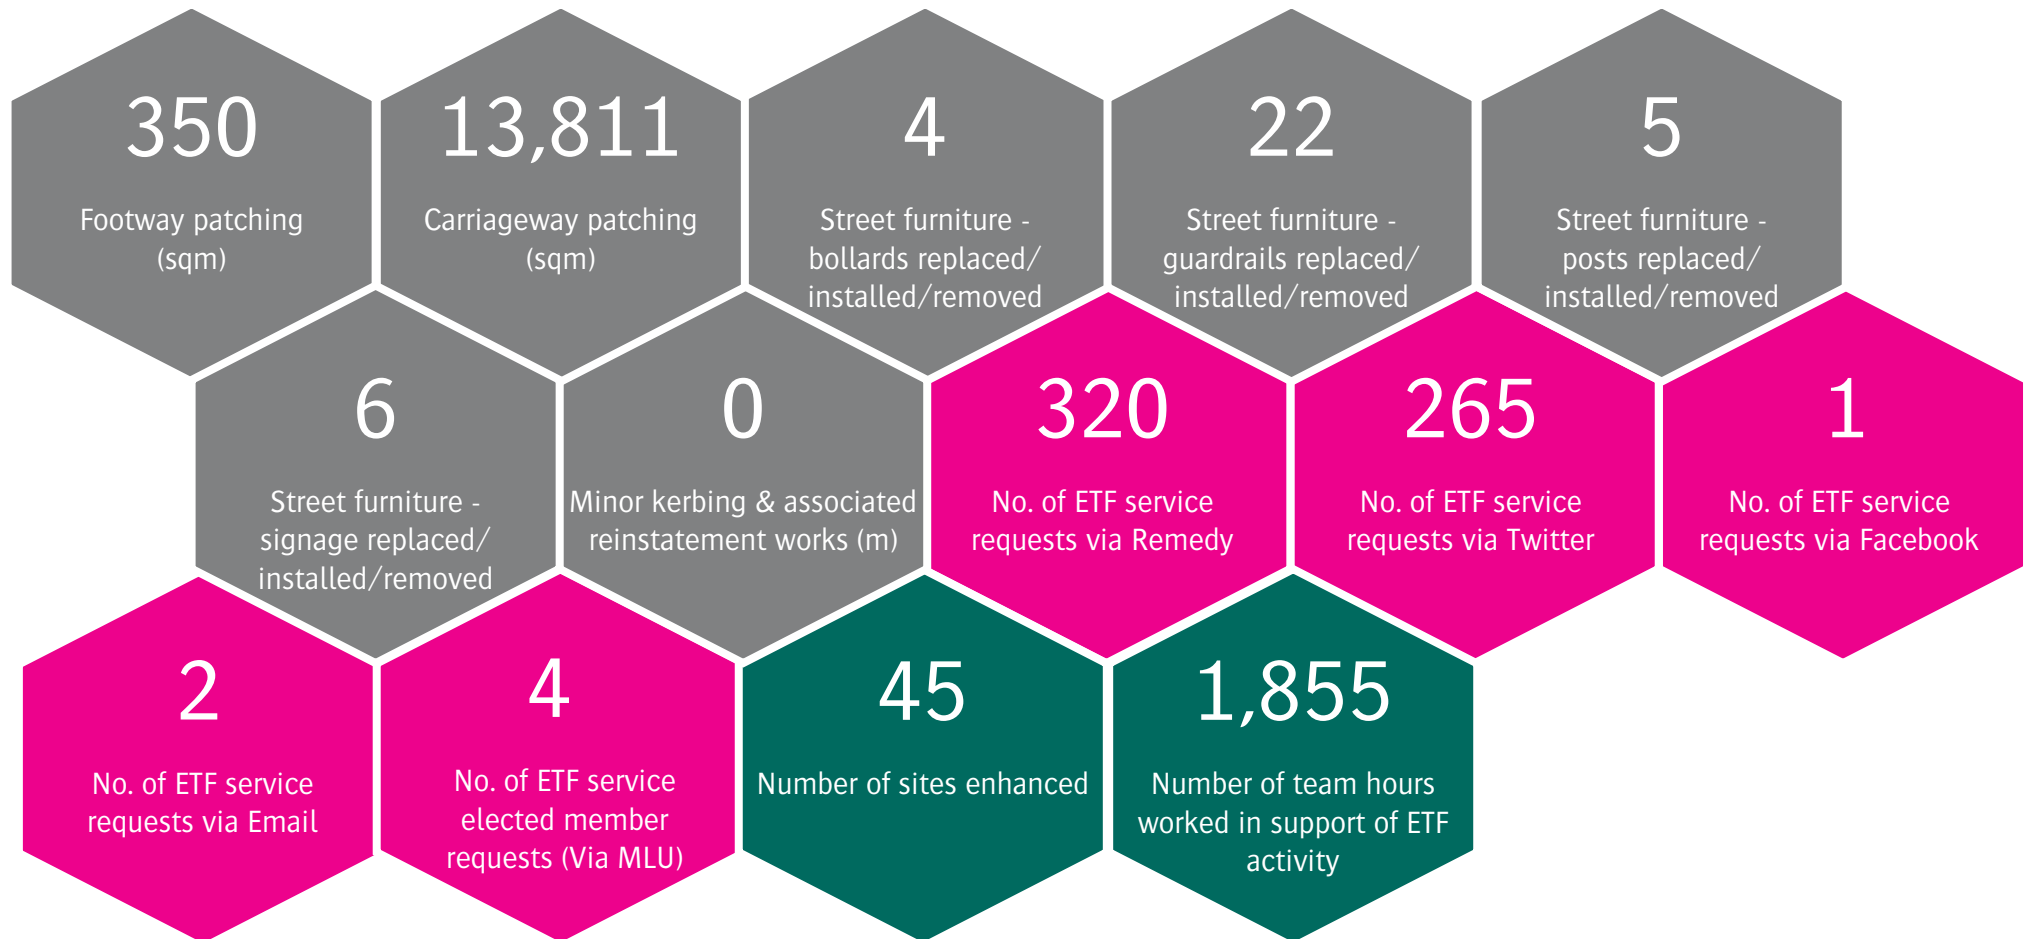 350
Footway patching
(sqm)
13,811
Carriageway patching
(sqm)
4
Street furniture -
bollards replaced/
installed/removed
22
Street furniture -
guardrails replaced/
installed/removed
5
Street furniture -
posts replaced/
installed/removed
6
Street furniture -
signage replaced/
installed/removed
0
Minor kerbing & associated
reinstatement works (m)
320
No. of ETF service
requests via Remedy
265
No. of ETF service
requests via Twitter
1
No. of ETF service
requests via Facebook
2
No. of ETF service
requests via Email
4
No. of ETF service
elected member
requests (Via MLU)
45
Number of sites enhanced
1,855
Number of team hours
worked in support of ETF
activity